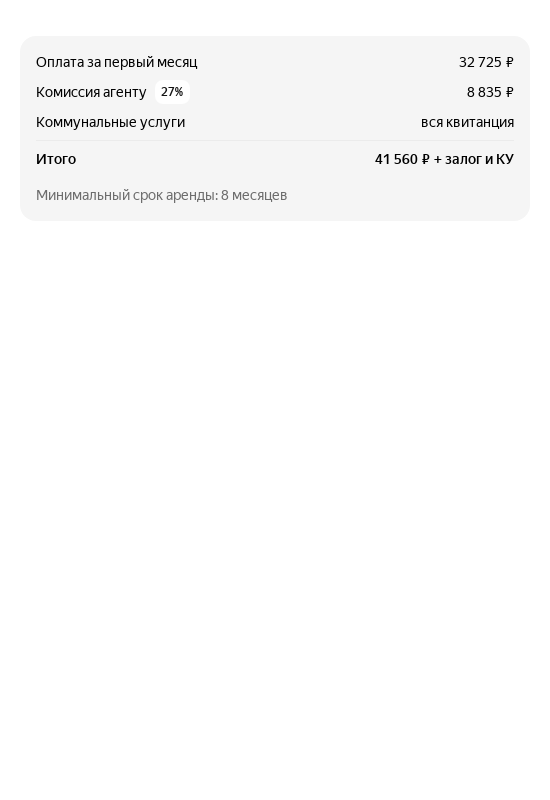 Оплата за первый месяц 32 725 ₽
Комиссия агенту 27% 8 835 ₽
Коммунальные услуги вся квитанция
Итого 41 560 ₽ + залог и КУ
Минимальный срок аренды: 8 месяцев